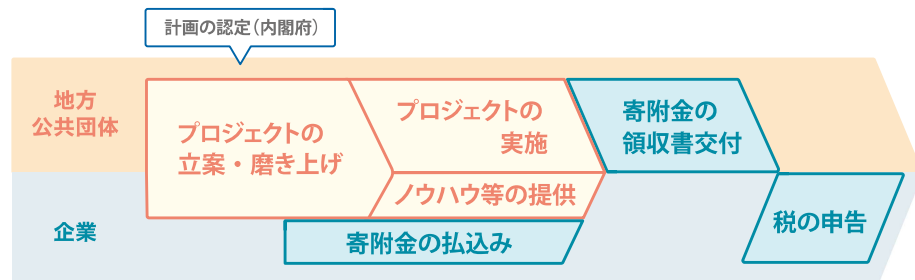 計画の認定（内閣府）
地方
公共団体
プロジェクトの
立案・磨き上げ
プロジェクトの
実施
寄附金の
領収書交付
ノウハウ等の提供
企業
寄附金の払込み
税の申告